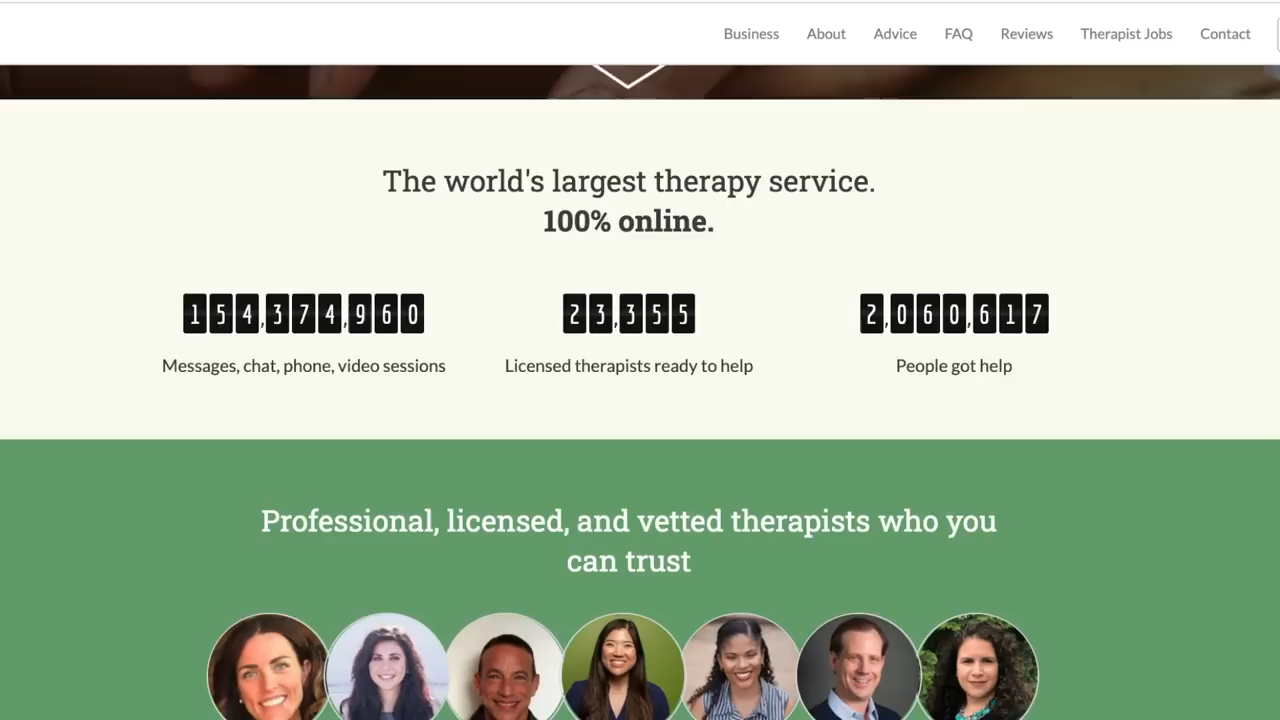 Business About Advice FAQ Reviews Therapist Jobs Contact
The world's largest therapy service.
100% online.
154,374,960 23,355 2,060,617
Messages, chat, phone, video sessions Licensed therapists ready to help People got help
Professional, licensed, and vetted therapists who you
can trust